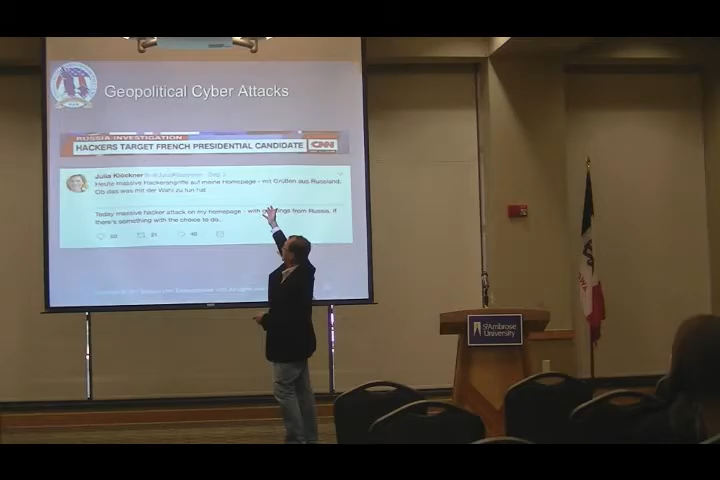 Geopolitical Cyber Attacks
RUSSIA INVESTIGATION
HACKERS TARGET FRENCH PRESIDENTIAL CANDIDATE
CNN
Julia Klöckner
Heute massive Hackerangriffe auf meine Homepage - mit Grüßen aus Russland.
Ob das was mit der Wahl zu tun hat
Today massive hacker attack on my homepage - with from Russia. If
there's something with the choice to do..
St Ambrose
University
IOWA